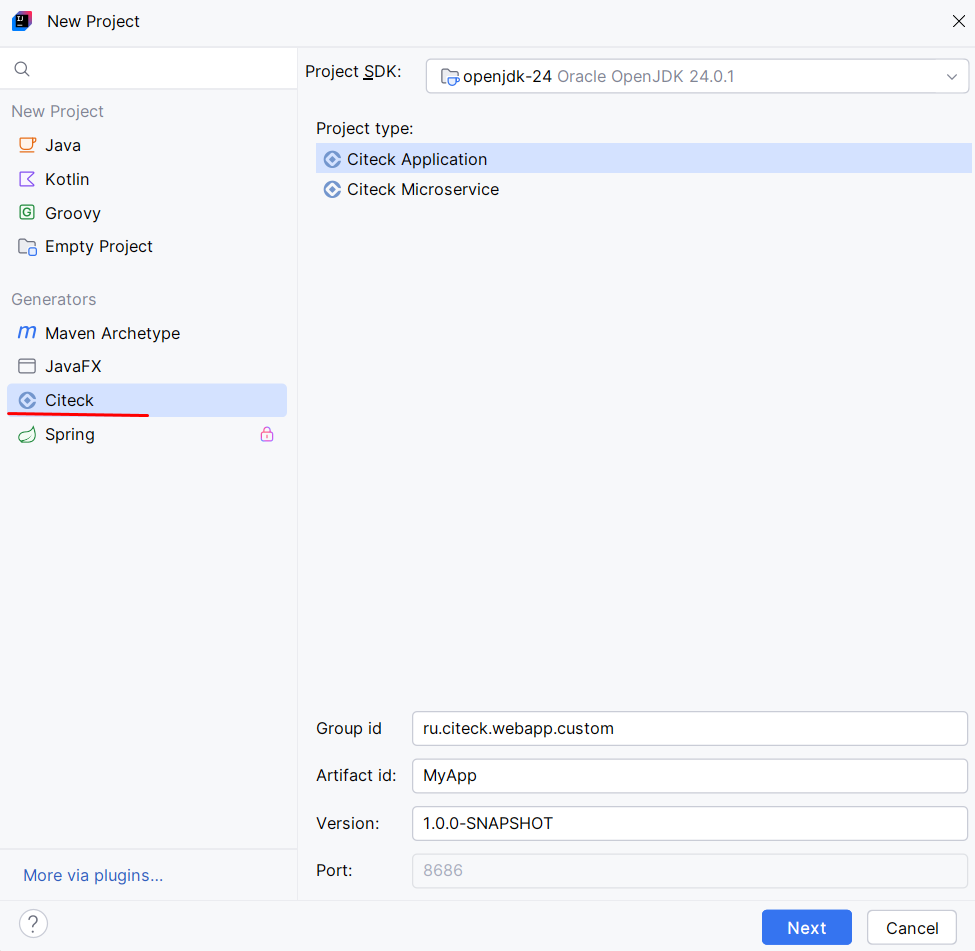 New Project
New Project
Java
Kotlin
Groovy
Empty Project
Generators
Maven Archetype
JavaFX
Citeck
Spring
More via plugins...
Project SDK: openjdk-24 Oracle OpenJDK 24.0.1
Project type:
Citeck Application
Citeck Microservice
Group id ru.citeck.webapp.custom
Artifact id: MyApp
Version: 1.0.0-SNAPSHOT
Port: 8686
?
Next Cancel